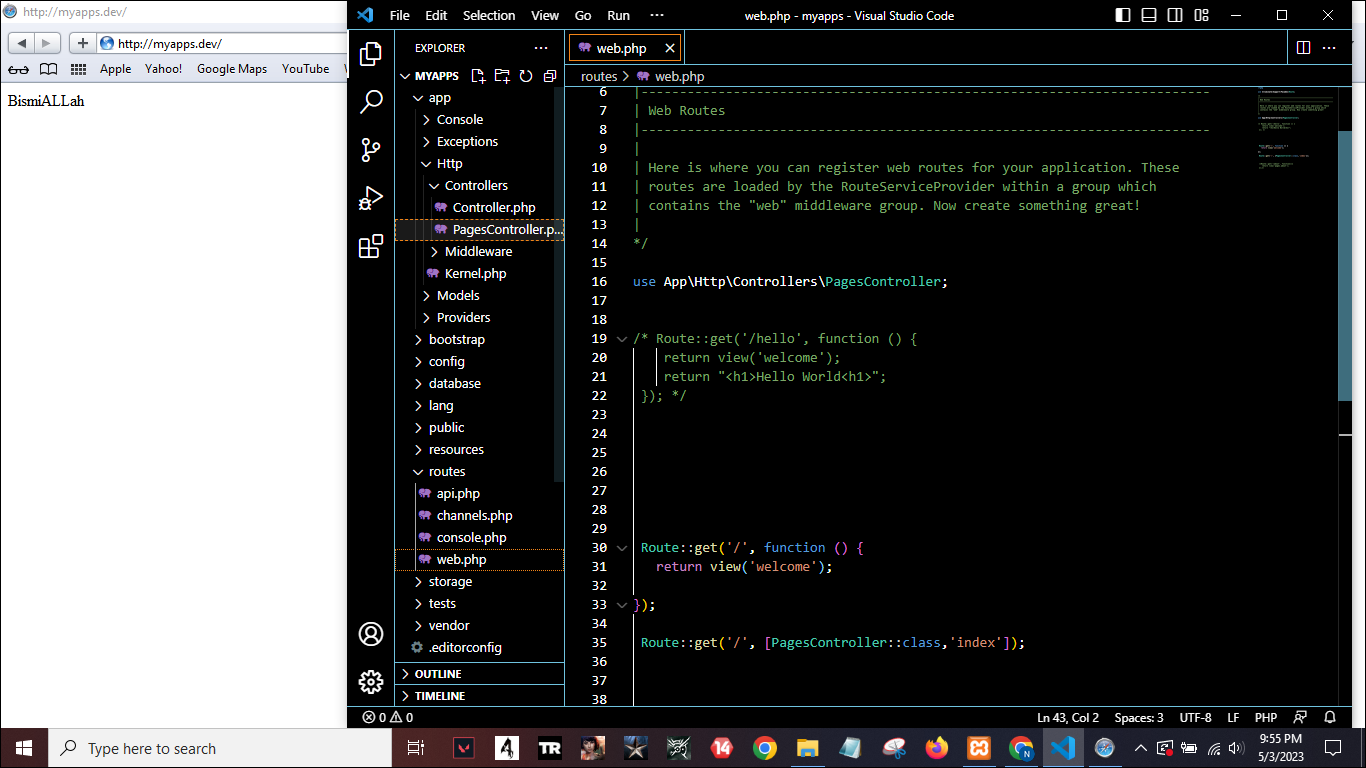 http://myapps.dev/
File Edit Selection View Go Run ··· web.php - myapps - Visual Studio Code
http://myapps.dev/
Apple Yahoo! Google Maps YouTube
BismiALLah
EXPLORER
MYAPPS
app
Console
Exceptions
Http
Controllers
Controller.php
PagesController.p...
Middleware
Kernel.php
Models
Providers
bootstrap
config
database
lang
public
resources
routes
api.php
channels.php
console.php
web.php
storage
tests
vendor
.editorconfig
OUTLINE
TIMELINE
web.php
routes > web.php
6 |--------------------------------------------------------------------------
7 | Web Routes
8 |--------------------------------------------------------------------------
9 |
10 | Here is where you can register web routes for your application. These
11 | routes are loaded by the RouteServiceProvider within a group which
12 | contains the "web" middleware group. Now create something great!
13 |
14 */
15
16 use App\Http\Controllers\PagesController;
17
18
19 /* Route::get('/hello', function () {
20 return view('welcome');
21 return "<h1>Hello World<h1>";
22 }); */
23
24
25
26
27
28
29
30 Route::get('/', function () {
31 return view('welcome');
32
33 });
34
35 Route::get('/', [PagesController::class,'index']);
36
37
38
0 0 Ln 43, Col 2 Spaces: 3 UTF-8 LF PHP
Type here to search
TR
14
N
9:55 PM
5/3/2023